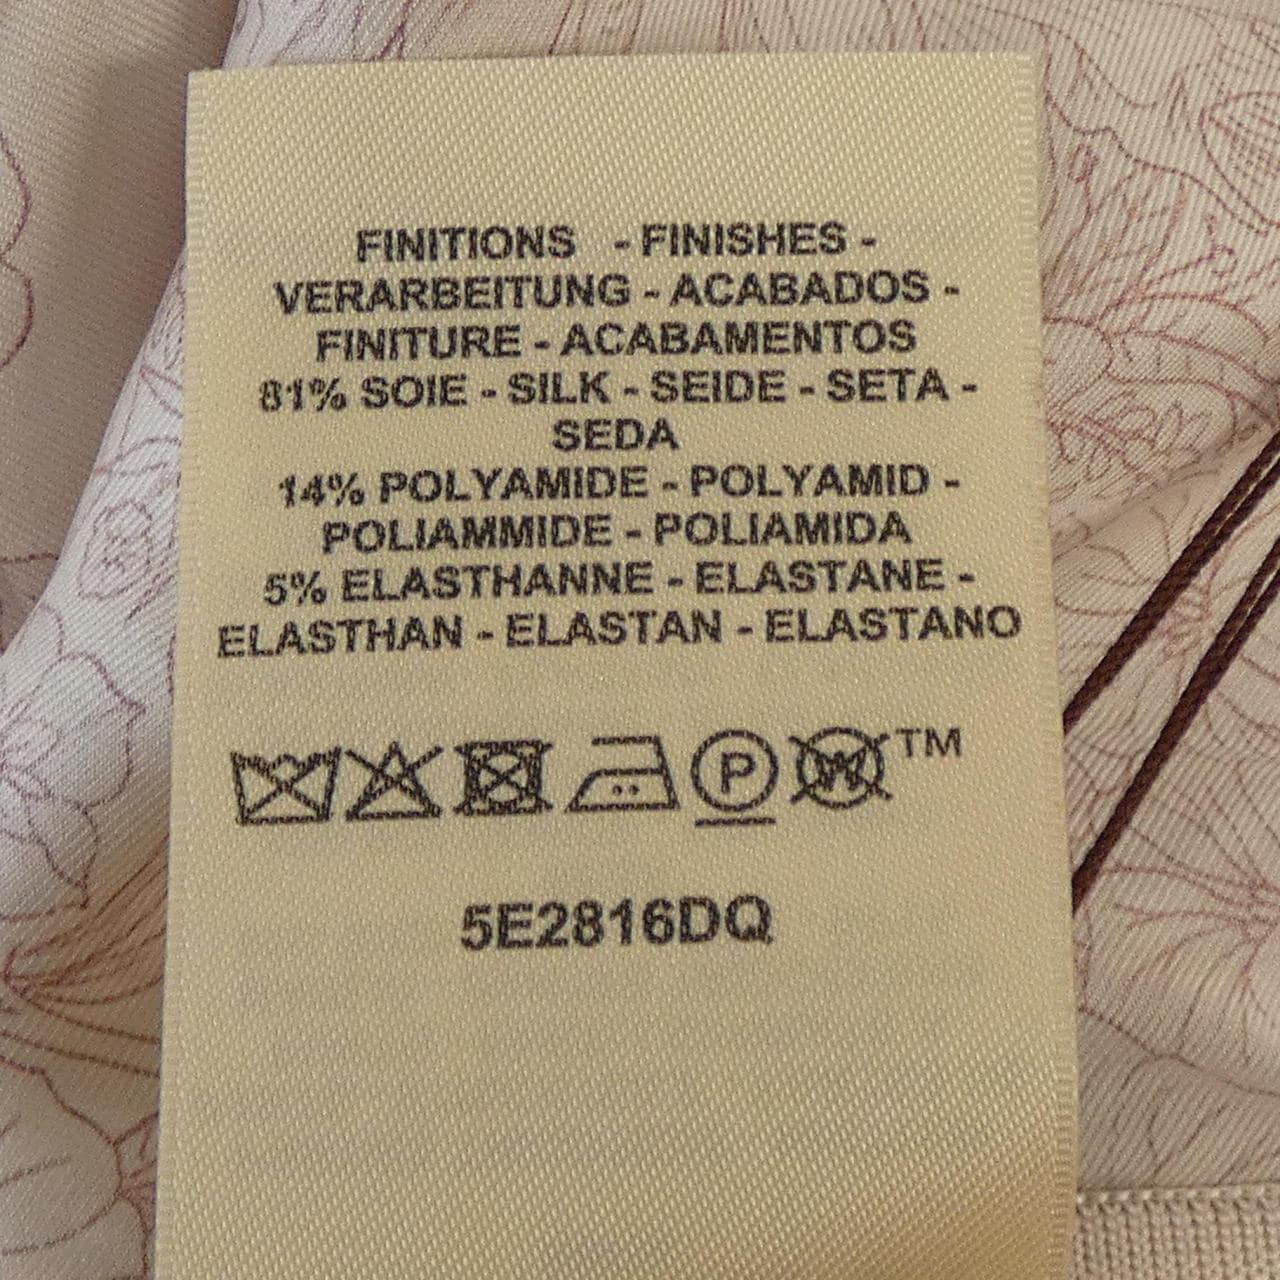 FINITIONS - FINISHES -
VERARBEITUNG - ACABADOS -
FINITURE - ACABAMENTOS
81% SOIE - SILK - SEIDE - SETA -
SEDA
14% POLYAMIDE - POLYAMID -
POLIAMMIDE - POLIAMIDA
5% ELASTHANNE - ELASTANE -
ELASTHAN - ELASTAN - ELASTANO
P W ™
5E2816DQ